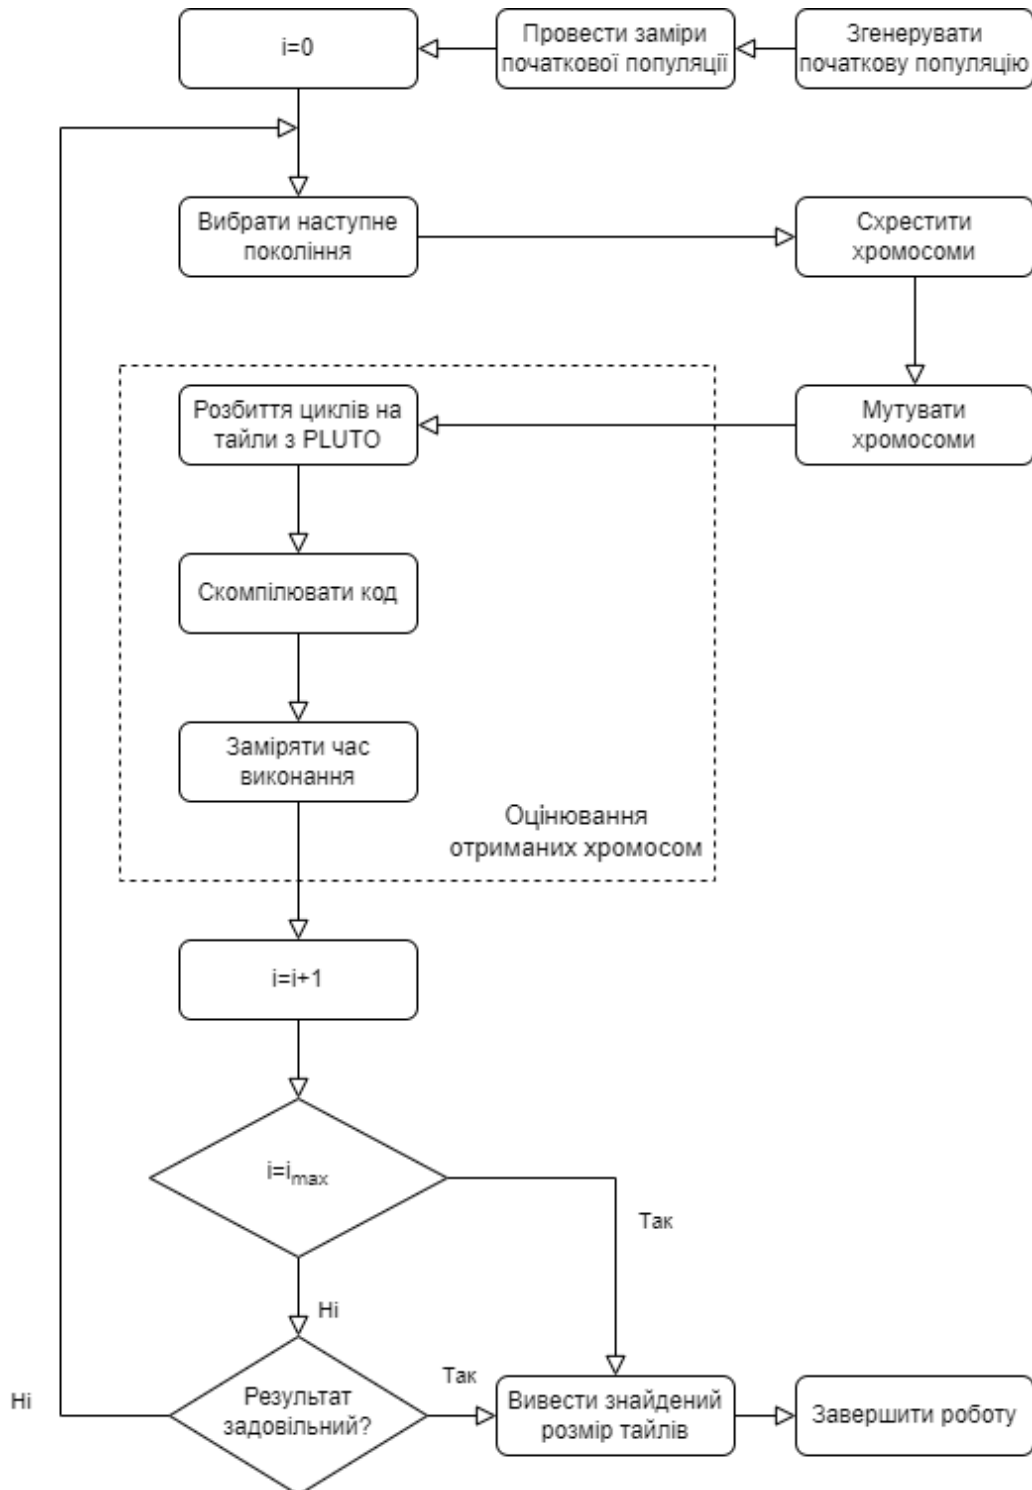 Згенерувати
початкову популяцію
Провести заміри
початкової популяції
i=0
Вибрати наступне
покоління
Схрестити
хромосоми
Мутувати
хромосоми
Розбиття циклів на
тайли з PLUTO
Скомпілювати код
Заміряти час
виконання
Оцінювання
отриманих хромосом
i=i+1
i=imax
Так
Ні
Результат
задовільний?
Ні
Так
Вивести знайдений
розмір тайлів
Завершити роботу